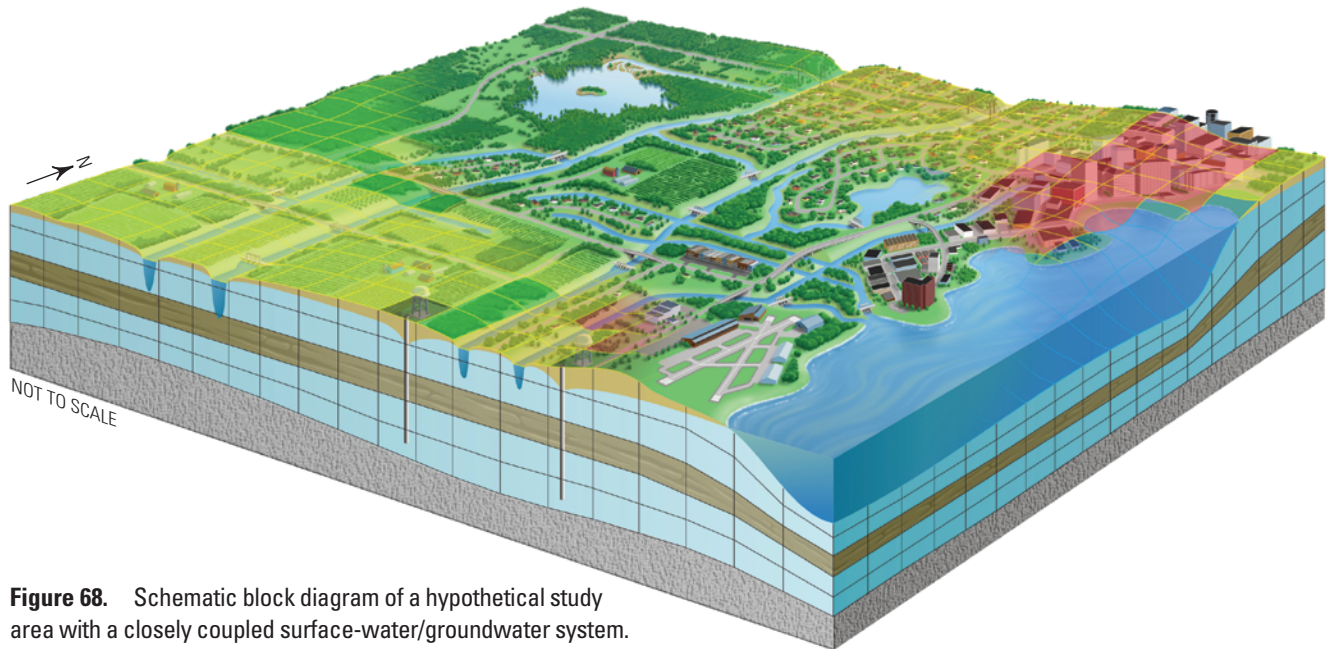 N
NOT TO SCALE
Figure 68. Schematic block diagram of a hypothetical study
area with a closely coupled surface-water/groundwater system.